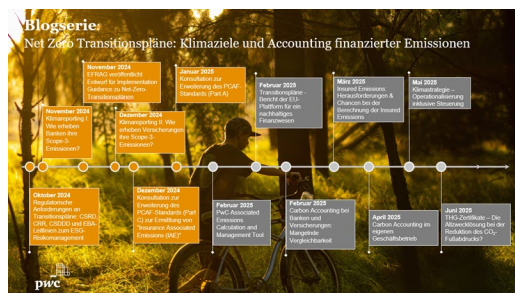 Blogserie:
Net Zero Transitionspläne: Klimaziele und Accounting finanzierter Emissionen
November 2024
EFRAG veröffentlicht
Entwurf für Implementation
Guidance zu Net-Zero-
Transitionsplänen
Januar 2025
Konsultation zur
Erweiterung des PCAF-
Standards (Part A)
Februar 2025
Transitionspläne -
Bericht der EU-
Plattform für ein
nachhaltiges
Finanzwesen
März 2025
Insured Emissions:
Herausforderungen &
Chancen bei der
Berechnung der Insured
Emissions
Mai 2025
Klimastrategie –
Operationalisierung
inklusive Steuerung
November 2024
Klimareporting I:
Wie erheben
Banken ihre
Scope-3-
Emissionen?
Dezember 2024
Klimareporting II: Wie
erheben Versicherungen
ihre Scope-3-
Emissionen?
Oktober 2024
Regulatorische
Anforderungen an
Transitionspläne: CSRD,
CRR, CSDDD und EBA-
Leitlinien zum ESG-
Risikomanagement
Dezember 2024
Konsultation zur
Erweiterung des
PCAF-Standards (Part
C) zur Ermittlung von
"Insurance Associated
Emissions (IAE)"
Februar 2025
PwC Associated
Emissions
Calculation and
Management Tool
Februar 2025
Carbon Accounting bei
Banken und
Versicherungen:
Mangelnde
Vergleichbarkeit
April 2025
Carbon Accounting im
eigenen
Geschäftsbetrieb
Juni 2025
THG-Zertifikate – Die
Allzwecklösung bei der
Reduktion des CO₂-
Fußabdrucks?
pwc